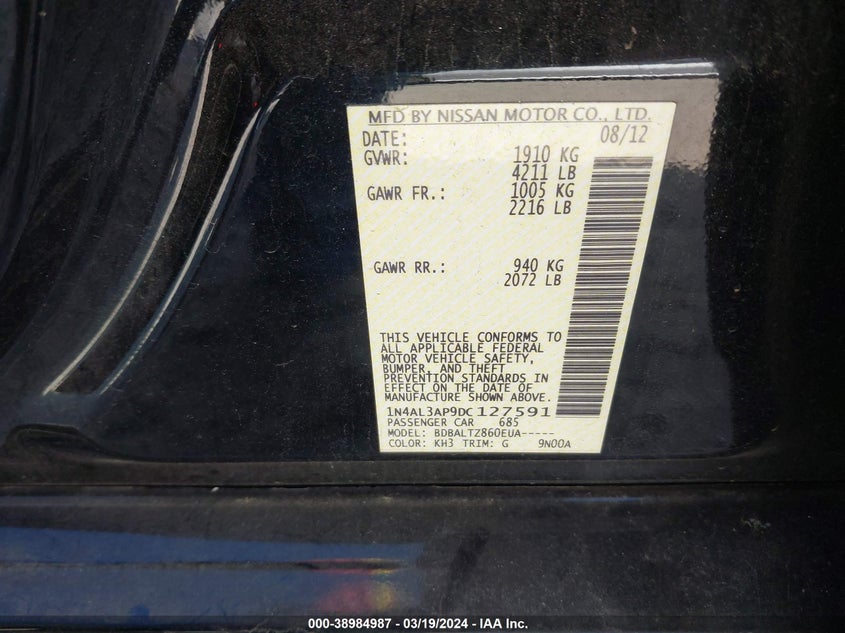 MFD BY NISSAN MOTOR CO., LTD.
DATE: 08/12
GVWR: 1910 KG
4211 LB
GAWR FR.: 1005 KG
2216 LB
GAWR RR.: 940 KG
2072 LB
THIS VEHICLE CONFORMS TO
ALL APPLICABLE FEDERAL
MOTOR VEHICLE SAFETY,
BUMPER, AND THEFT
PREVENTION STANDARDS IN
EFFECT ON THE DATE OF
MANUFACTURE SHOWN ABOVE.
1N4AL3AP9DC127591
PASSENGER CAR 685
MODEL: BDBALTZ860EUA-----
COLOR: KH3 TRIM: G 9N00A
000-38984987 - 03/19/2024 - IAA Inc.